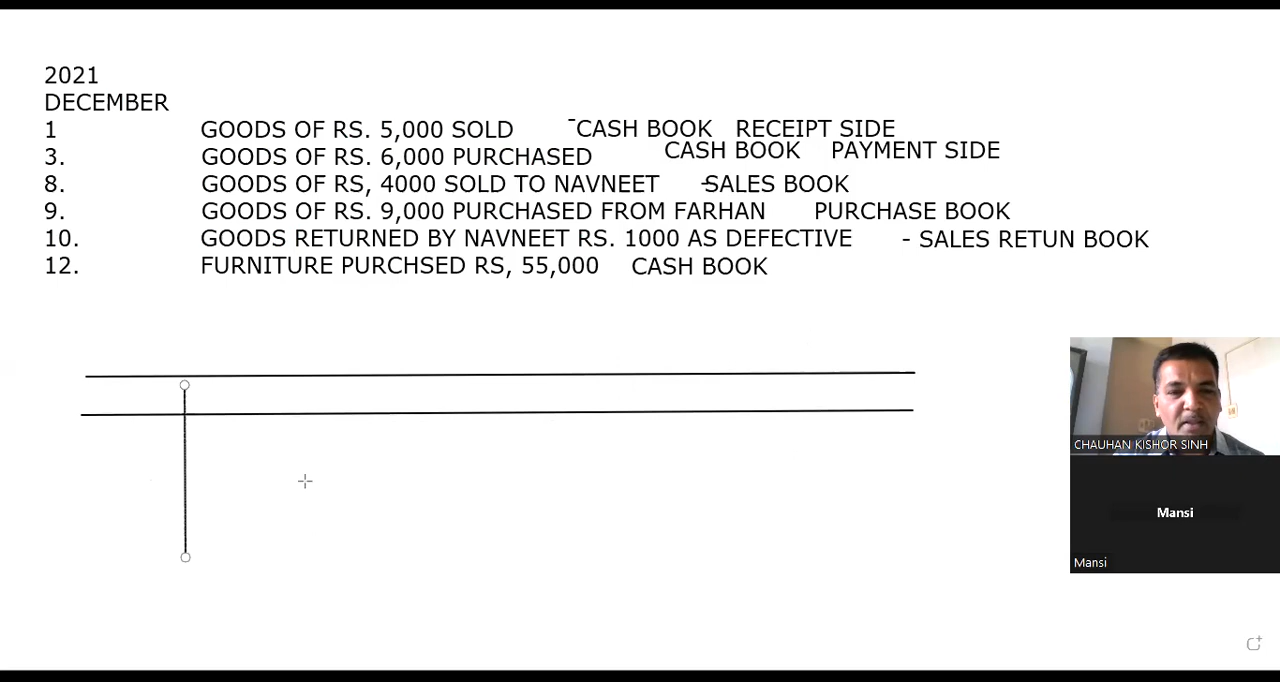 2021
DECEMBER
1 GOODS OF RS. 5,000 SOLD -CASH BOOK RECEIPT SIDE
3. GOODS OF RS. 6,000 PURCHASED CASH BOOK PAYMENT SIDE
8. GOODS OF RS, 4000 SOLD TO NAVNEET -SALES BOOK
9. GOODS OF RS. 9,000 PURCHASED FROM FARHAN PURCHASE BOOK
10. GOODS RETURNED BY NAVNEET RS. 1000 AS DEFECTIVE - SALES RETUN BOOK
12. FURNITURE PURCHSED RS, 55,000 CASH BOOK
CHAUHAN KISHOR SINH
Mansi
Mansi